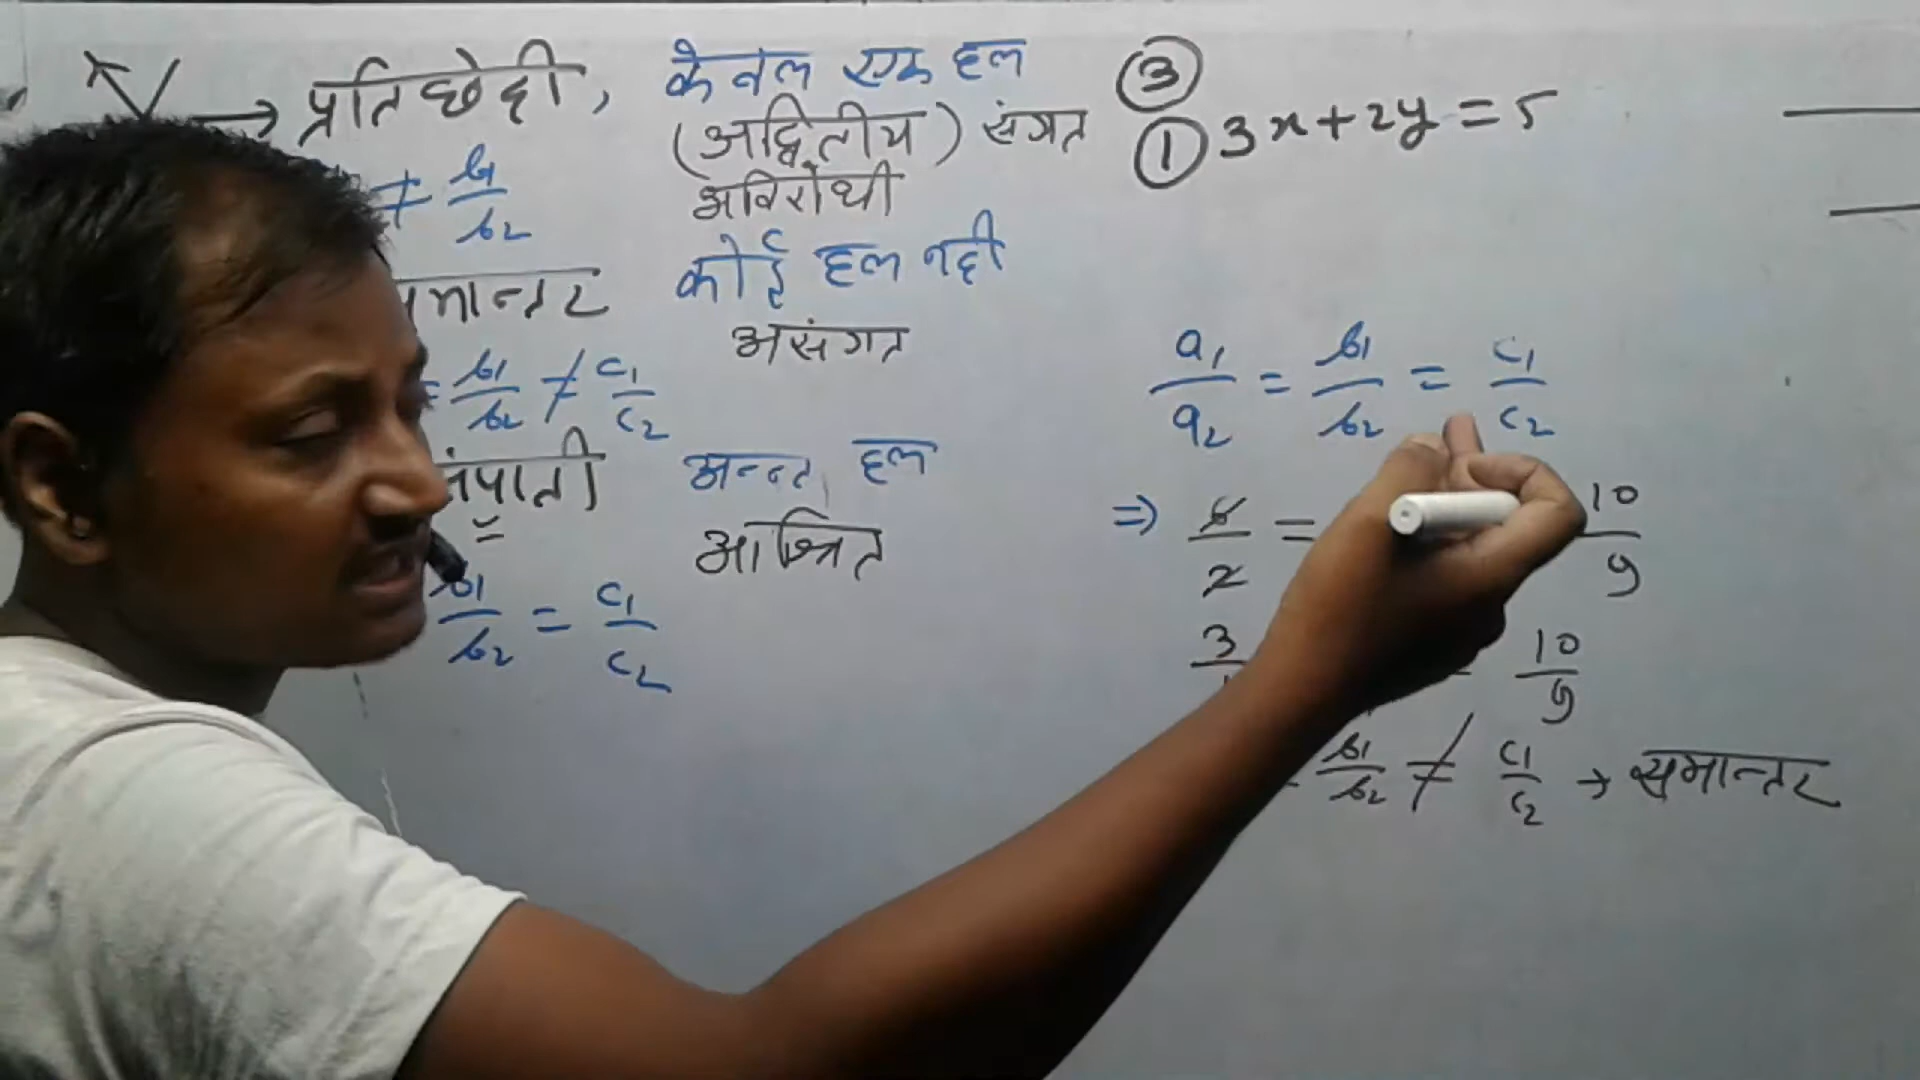 → प्रतिछेदी, केवल एक हल
(अद्वितीय) संगत
≠ b1/b2 अविरोधी
मान्तर कोई हल नही
असंगत
= b1/b2 ≠ c1/c2
संपाती अनन्त हल
आश्रित
b1/b2 = c1/c2
③
① 3x+2y=5
a1/a2 = b1/b2 = c1/c2
⇒ 6/2 = 10/9
3 10/9
b1/b2 ≠ c1/c2 → समान्तर